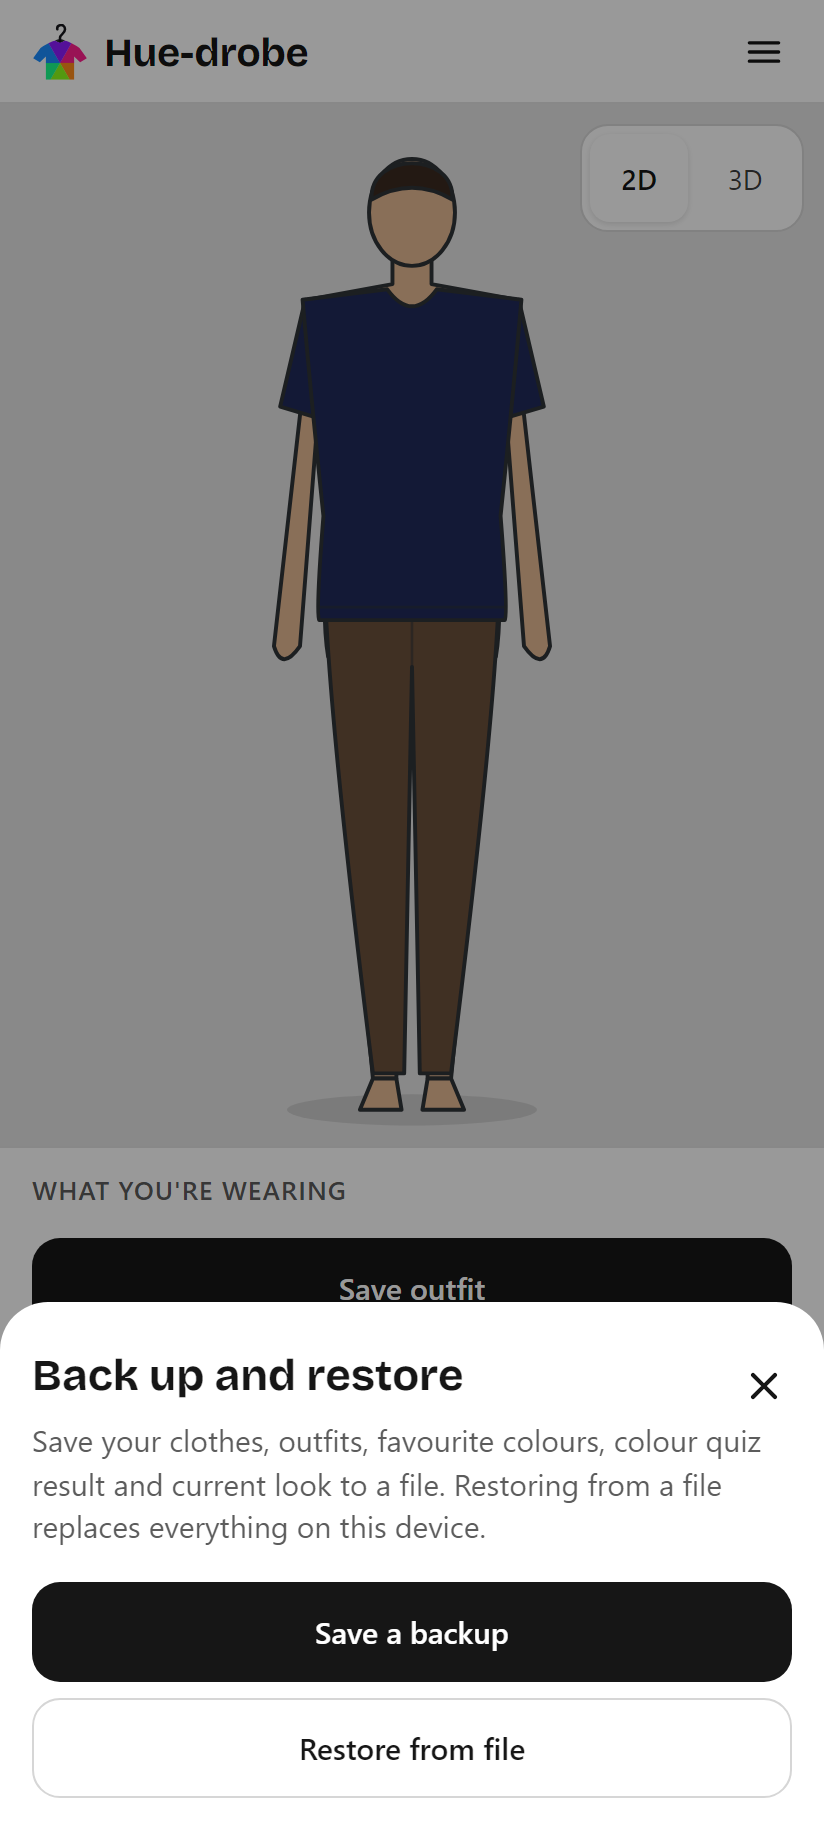 Hue-drobe
2D
3D
WHAT YOU'RE WEARING
Save outfit
Back up and restore
Save your clothes, outfits, favourite colours, colour quiz
result and current look to a file. Restoring from a file
replaces everything on this device.
Save a backup
Restore from file